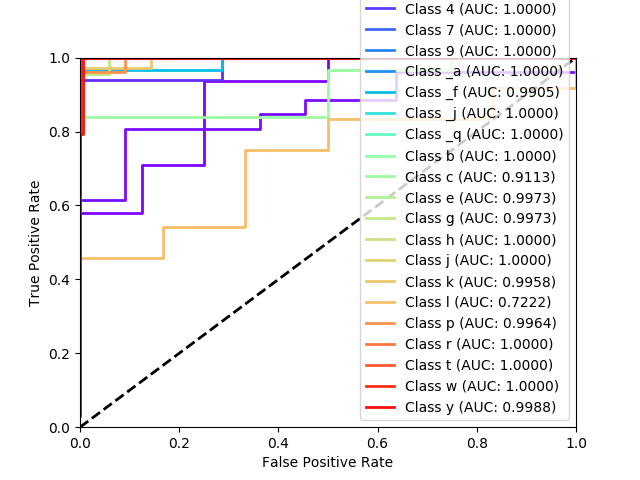 Class 4 (AUC: 1.0000)
Class 7 (AUC: 1.0000)
Class 9 (AUC: 1.0000)
Class _a (AUC: 1.0000)
Class _f (AUC: 0.9905)
Class _j (AUC: 1.0000)
Class _q (AUC: 1.0000)
Class b (AUC: 1.0000)
Class c (AUC: 0.9113)
Class e (AUC: 0.9973)
Class g (AUC: 0.9973)
Class h (AUC: 1.0000)
Class j (AUC: 1.0000)
Class k (AUC: 0.9958)
Class l (AUC: 0.7222)
Class p (AUC: 0.9964)
Class r (AUC: 1.0000)
Class t (AUC: 1.0000)
Class w (AUC: 1.0000)
Class y (AUC: 0.9988)
True Positive Rate
1.0
0.8
0.6
0.4
0.2
0.0
0.0 0.2 0.4 0.6 0.8 1.0
False Positive Rate